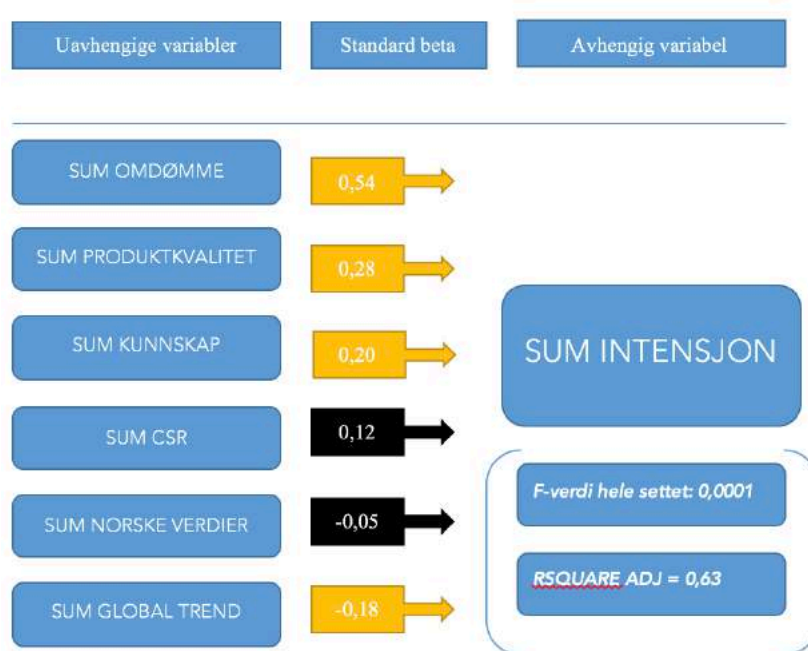 Uavhengige variabler
Standard beta
Avhengig variabel
SUM OMDØMME
0,54
SUM PRODUKTKVALITET
0,28
SUM KUNNSKAP
0,20
SUM INTENSJON
SUM CSR
0,12
F-verdi hele settet: 0,0001
SUM NORSKE VERDIER
-0,05
RSQUARE ADJ = 0,63
SUM GLOBAL TREND
-0,18